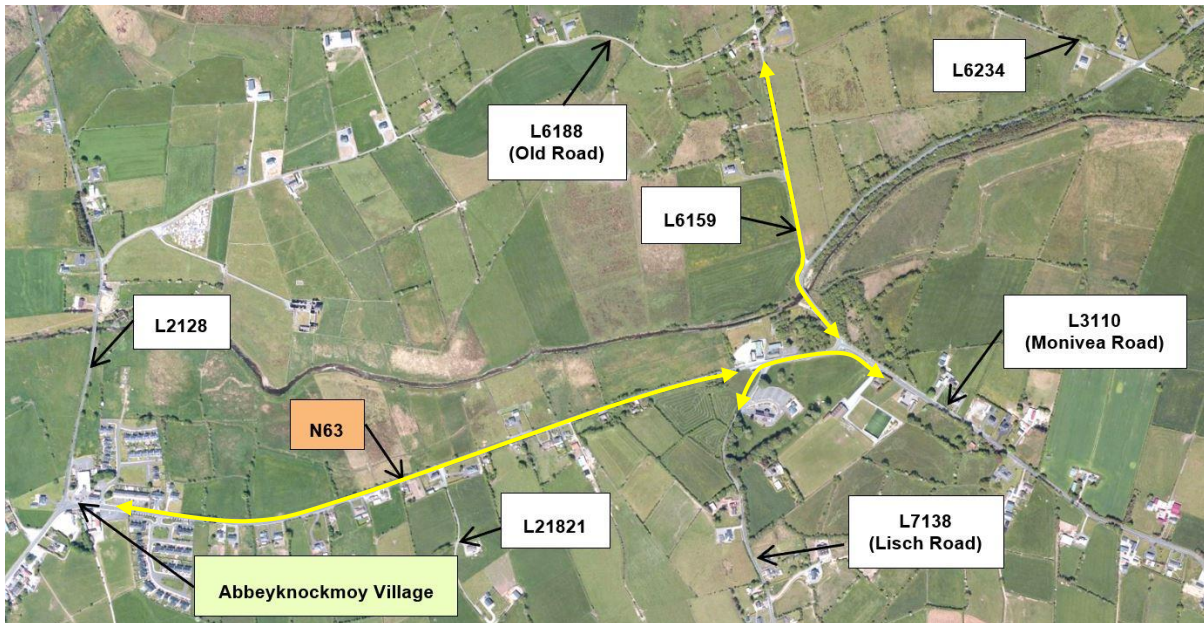 L6234
L6188
(Old Road)
L6159
L2128
L3110
(Monivea Road)
N63
L21821
L7138
(Lisch Road)
Abbeyknockmoy Village